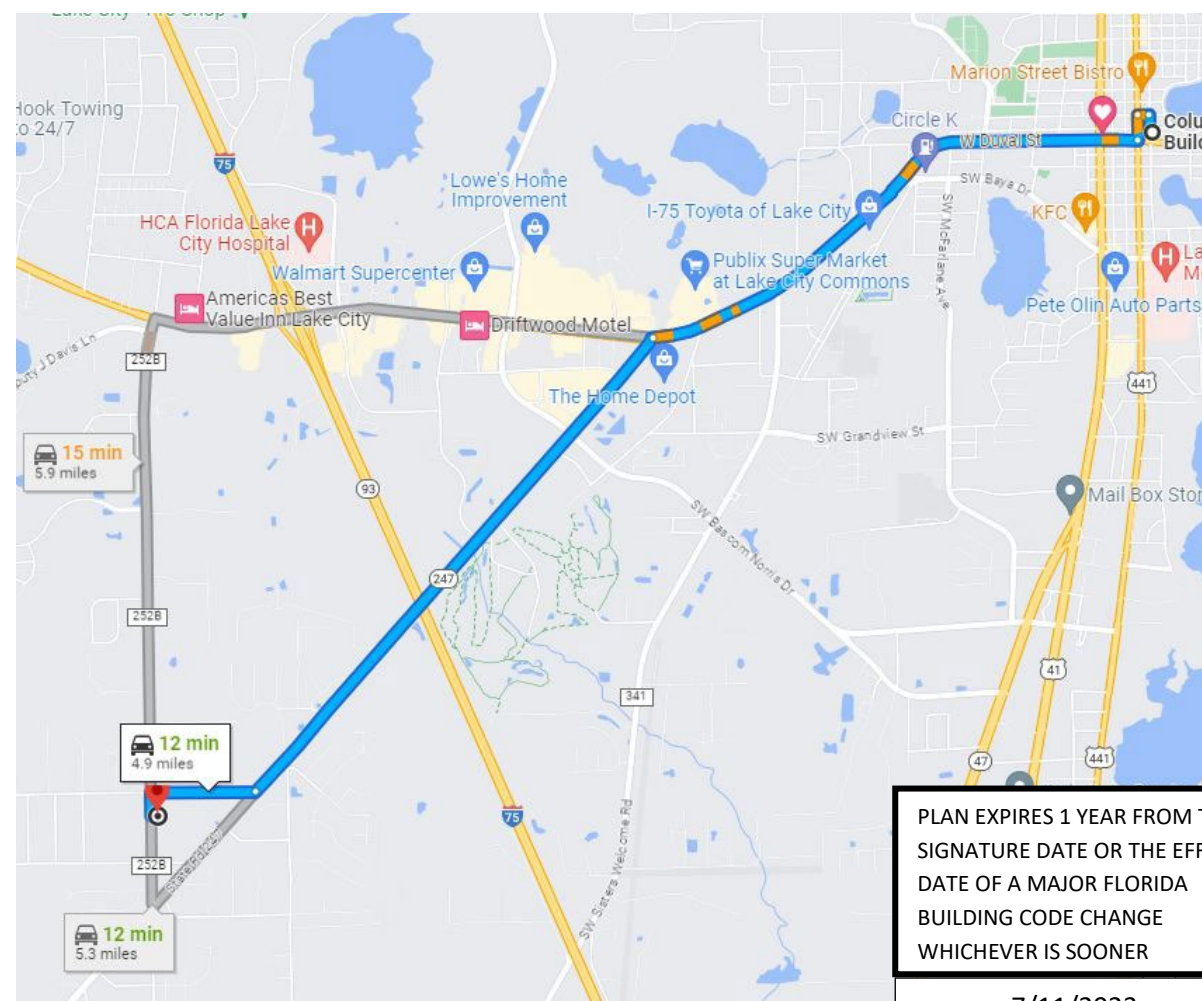 Hook Towing
to 24/7
75
HCA Florida Lake
City Hospital
Lowe's Home
Improvement
Walmart Supercenter
Americas Best
Value Inn Lake City
Driftwood Motel
The Home Depot
Publix Super Market
at Lake City Commons
I-75 Toyota of Lake City
Circle K
Marion Street Bistro
W Duval St
SW Baya Dr
SW McFarlane Ave
KFC
Pete Olin Auto Parts
441
SW Grandview St
Mail Box
SW Bascom Norris Dr
J Davis Ln
252B
15 min
5.9 miles
93
247
252B
341
41
47
441
12 min
4.9 miles
75
SW Sisters Welcome Rd
252B
12 min
5.3 miles
PLAN EXPIRES 1 YEAR FROM
SIGNATURE DATE OR THE
DATE OF A MAJOR FLORIDA
BUILDING CODE CHANGE
WHICHEVER IS SOONER